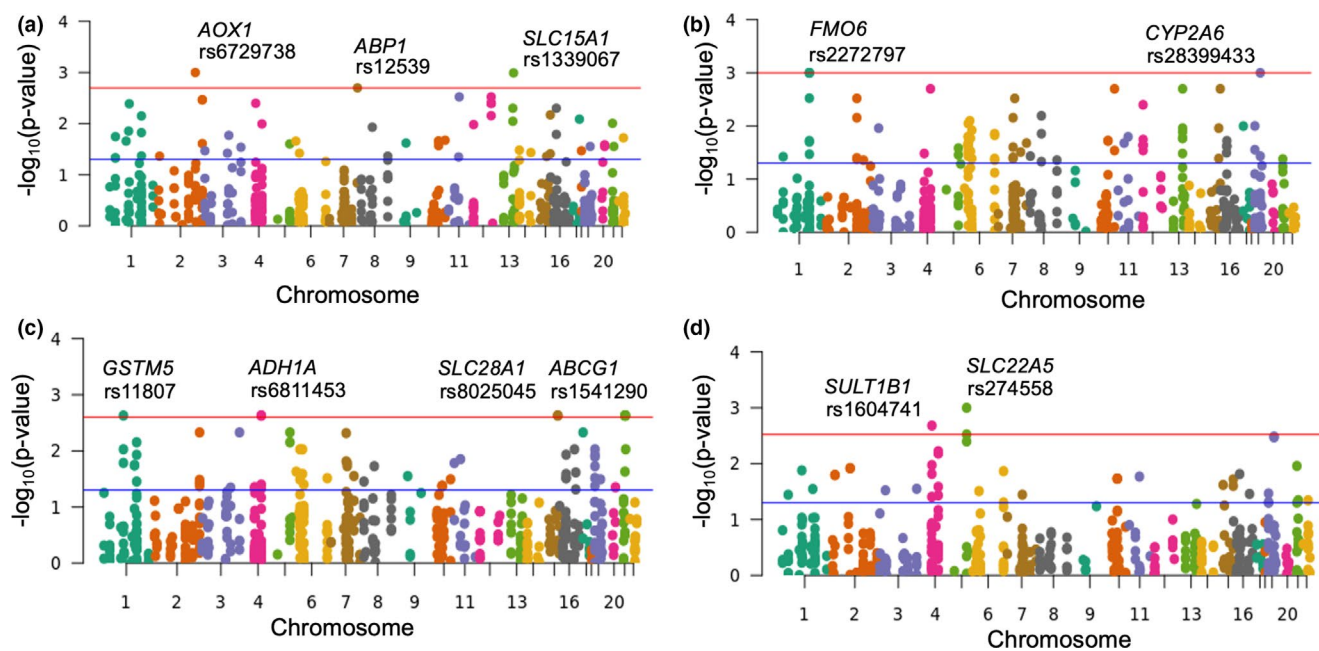 (a)
AOX1
rs6729738
ABP1
rs12539
SLC15A1
rs1339067
-log10(p-value)
4
3
2
1
0
1 2 3 4 6 7 8 9 11 13 16 20
Chromosome
(b)
FMO6
rs2272797
CYP2A6
rs28399433
-log10(p-value)
4
3
2
1
0
1 2 3 4 6 7 8 9 11 13 16 20
Chromosome
(c)
GSTM5
rs11807
ADH1A
rs6811453
SLC28A1
rs8025045
ABCG1
rs1541290
-log10(p-value)
4
3
2
1
0
1 2 3 4 6 7 8 9 11 13 16 20
Chromosome
(d)
SULT1B1
rs1604741
SLC22A5
rs274558
-log10(p-value)
4
3
2
1
0
1 2 3 4 6 7 8 9 11 13 16 20
Chromosome